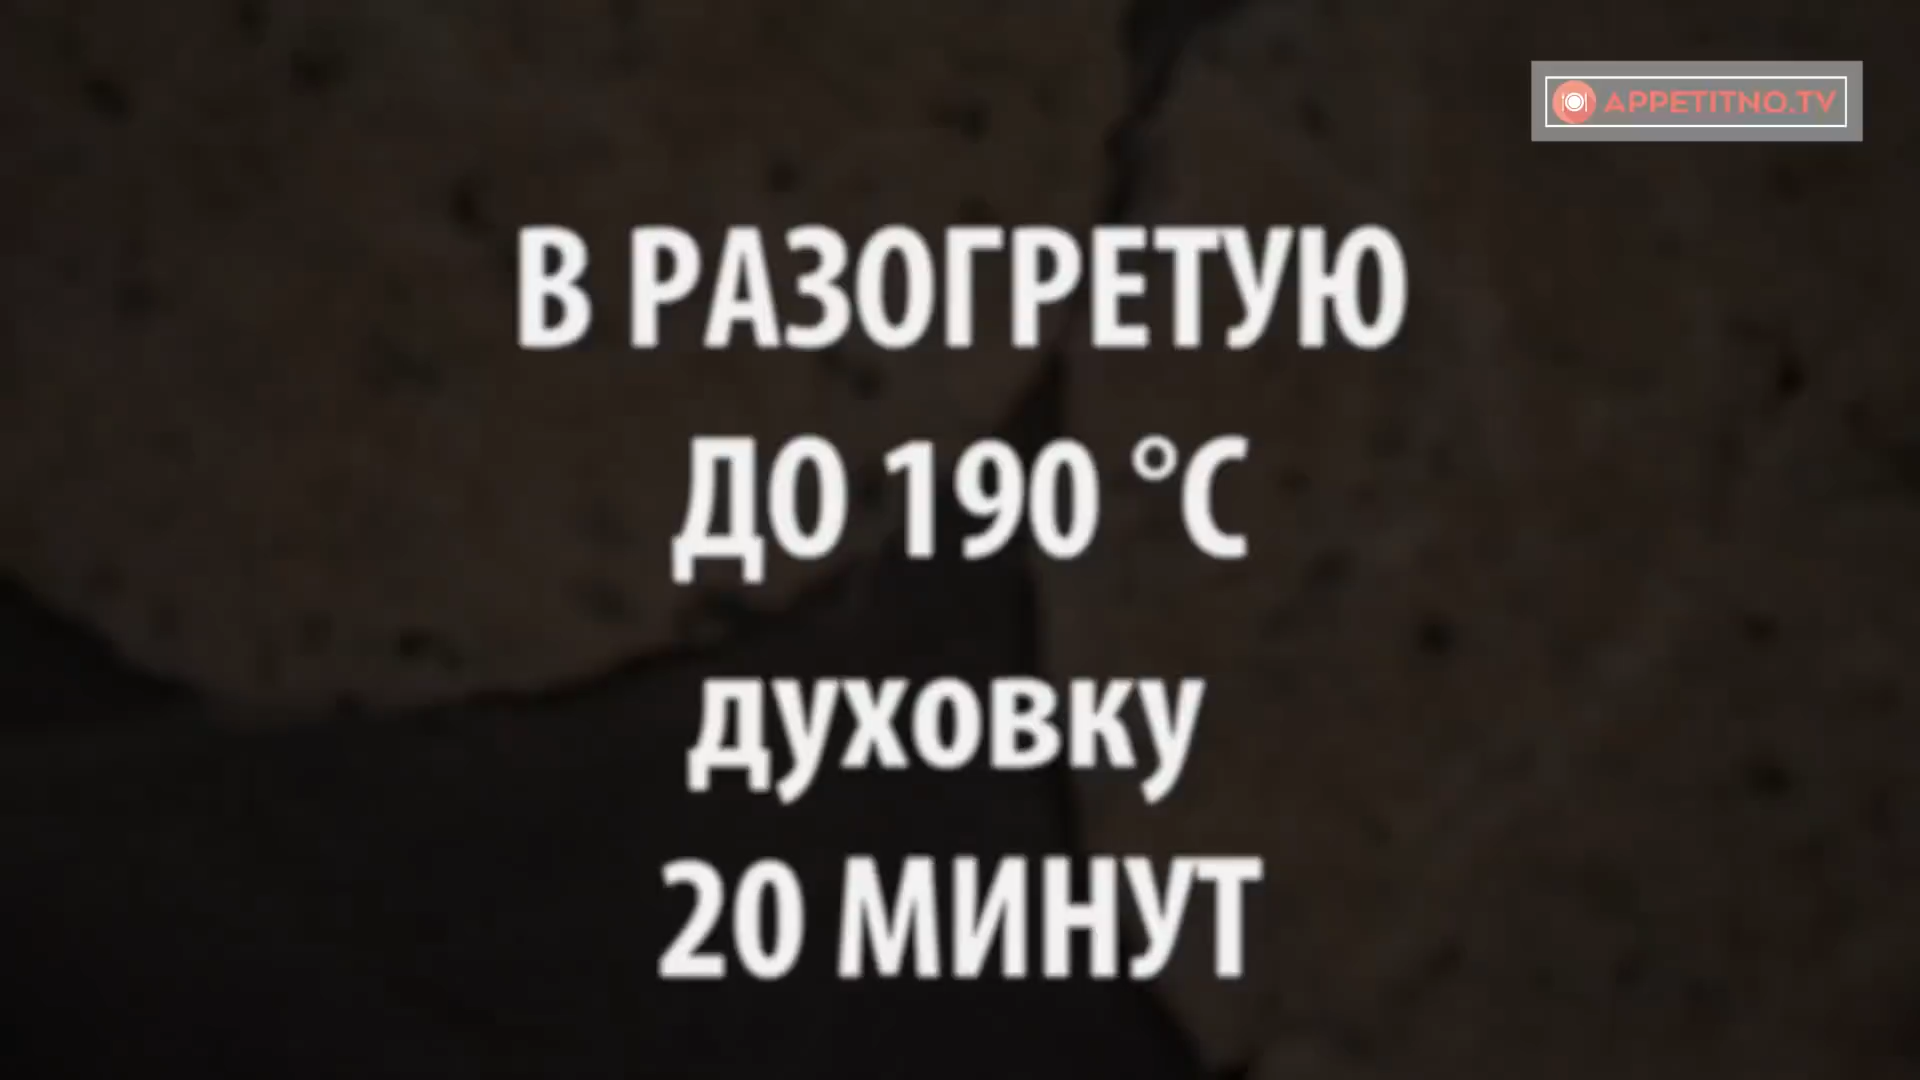 APPETITNO.TV
В РАЗОГРЕТУЮ
ДО 190 °С
духовку
20 МИНУТ